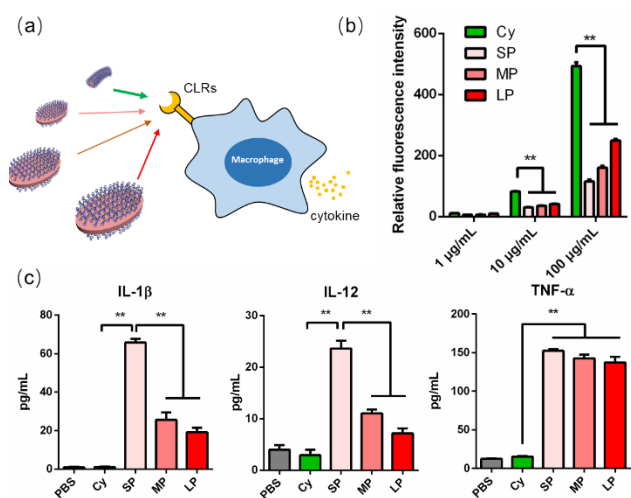 (a)
CLRs
Macrophage
cytokine
(b)
Relative fluorescence intensity
600
400
200
0
Cy
SP
MP
LP
**
**
1 μg/mL
10 μg/mL
100 μg/mL
(c)
IL-1β
pg/mL
80
60
40
20
0
**
**
PBS
Cy
SP
MP
LP
IL-12
pg/mL
30
20
10
0
**
**
PBS
Cy
SP
MP
LP
TNF-α
pg/mL
200
150
100
50
0
**
PBS
Cy
SP
MP
LP